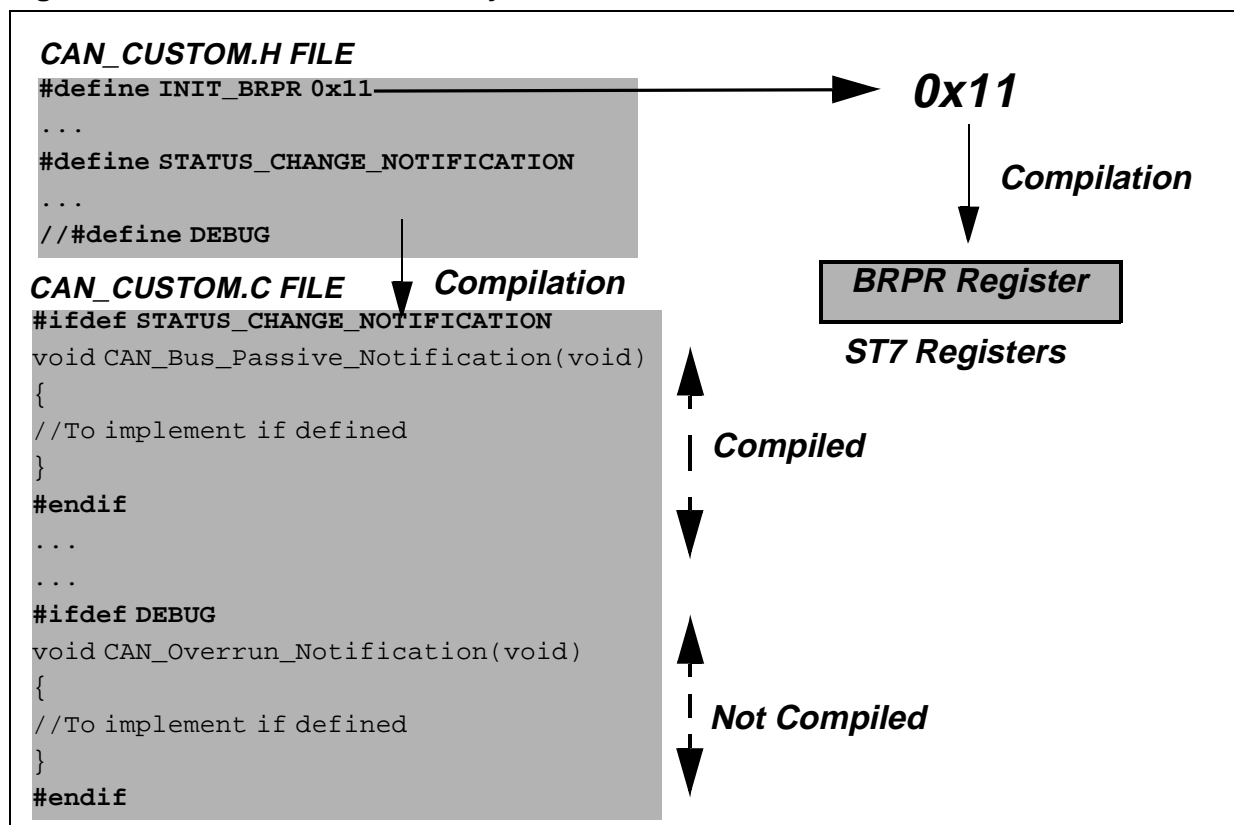 CAN_CUSTOM.H FILE
#define INIT_BRPR 0x11
...
#define STATUS_CHANGE_NOTIFICATION
...
//#define DEBUG
0x11
Compilation
BRPR Register
ST7 Registers
Compilation
CAN_CUSTOM.C FILE
#ifdef STATUS_CHANGE_NOTIFICATION
void CAN_Bus_Passive_Notification(void)
{
//To implement if defined
}
#endif
...
...
#ifdef DEBUG
void CAN_Overrun_Notification(void)
{
//To implement if defined
}
#endif
Compiled
Not Compiled